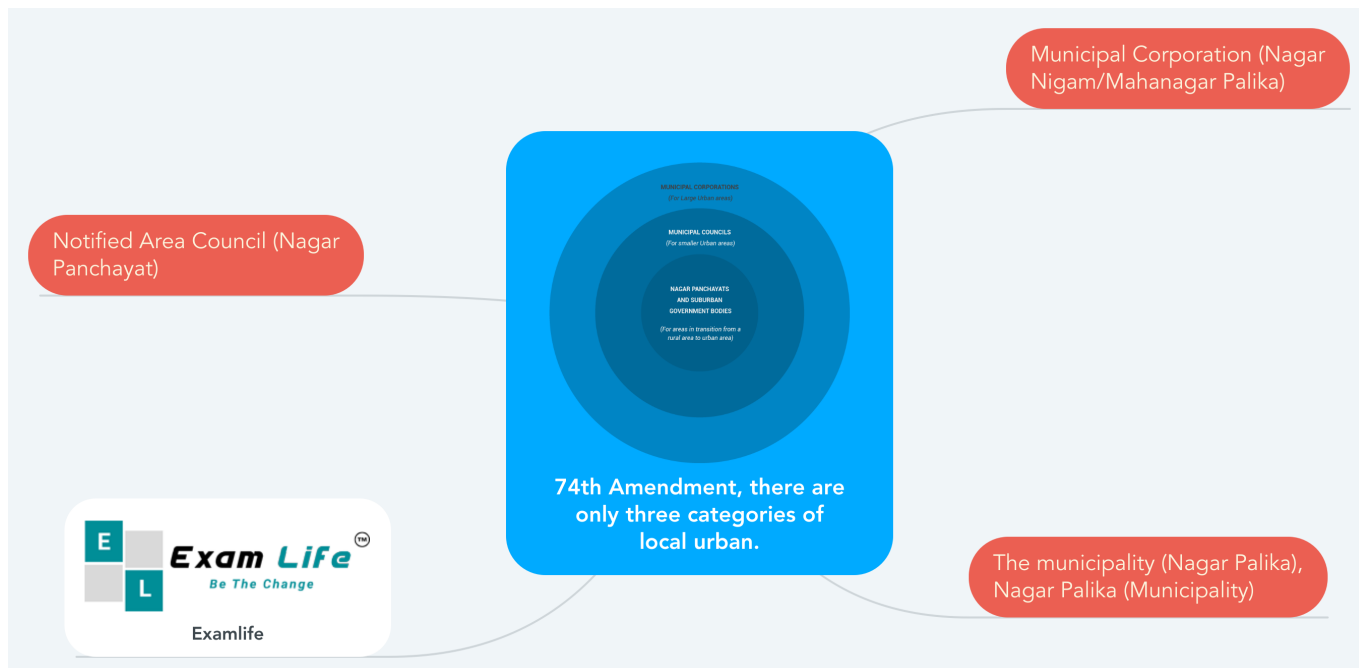 Municipal Corporation (Nagar
Nigam/Mahanagar Palika)
MUNICIPAL CORPORATIONS
(For Large Urban areas)
MUNICIPAL COUNCILS
(For smaller Urban areas)
NAGAR PANCHAYATS
AND SUBURBAN
GOVERNMENT BODIES
(For areas in transition from a
rural area to urban area)
74th Amendment, there are
only three categories of
local urban.
Notified Area Council (Nagar
Panchayat)
E
L
Exam Life TM
Be The Change
Examlife
The municipality (Nagar Palika),
Nagar Palika (Municipality)